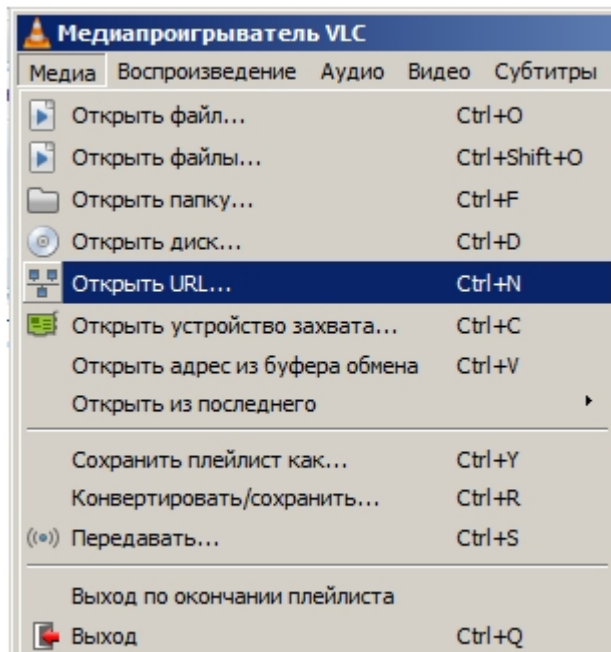 Медиапроигрыватель VLC
Медиа Воспроизведение Аудио Видео Субтитры
Открыть файл... Ctrl+O
Открыть файлы... Ctrl+Shift+O
Открыть папку... Ctrl+F
Открыть диск... Ctrl+D
Открыть URL... Ctrl+N
Открыть устройство захвата... Ctrl+C
Открыть адрес из буфера обмена Ctrl+V
Открыть из последнего
Сохранить плейлист как... Ctrl+Y
Конвертировать/сохранить... Ctrl+R
Передавать... Ctrl+S
Выход по окончании плейлиста
Выход Ctrl+Q